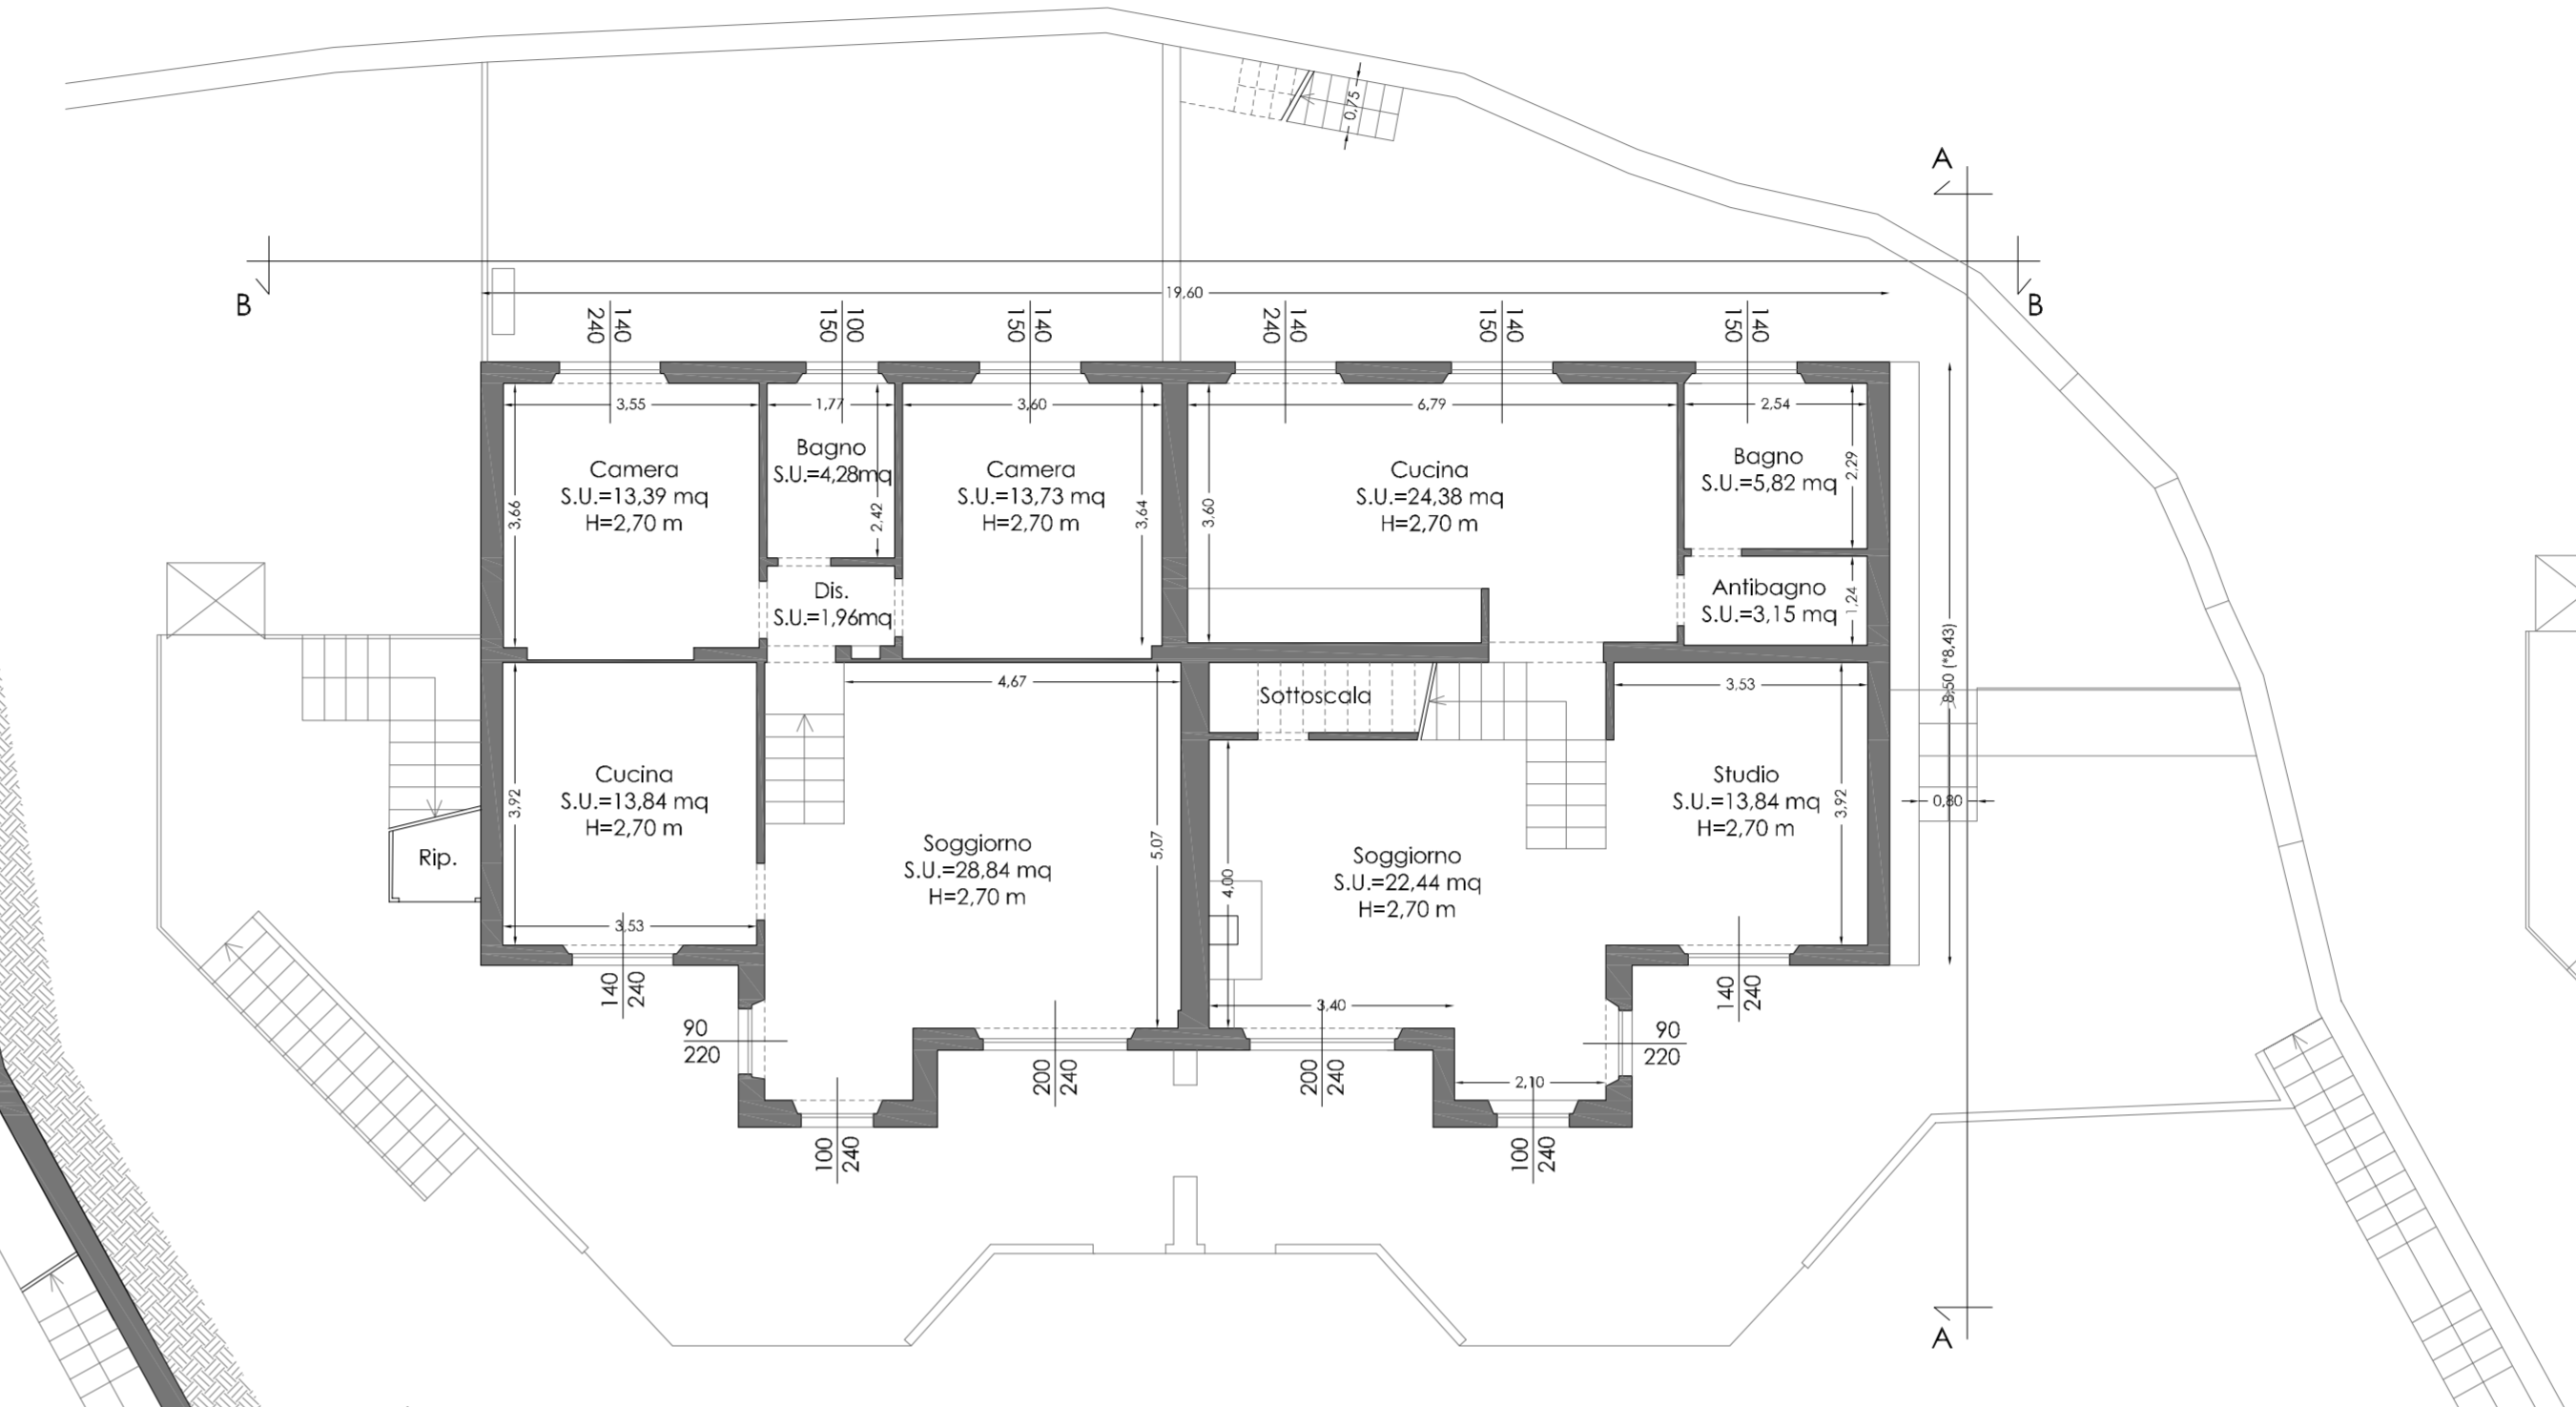 0,75
A
B
B
19,60
240 140
150 100
150 140
240 140
150 140
150 140
3,55
1,77
3,60
6,79
2,54
Camera
S.U.=13,39 mq
H=2,70 m
3,66
Bagno
S.U.=4,28mq
2,42
Camera
S.U.=13,73 mq
H=2,70 m
3,64
3,60
Cucina
S.U.=24,38 mq
H=2,70 m
Bagno
S.U.=5,82 mq
2,29
Dis.
S.U.=1,96mq
Antibagno
S.U.=3,15 mq
1,24
8,50 (*8,43)
4,67
Sottoscala
3,53
Cucina
S.U.=13,84 mq
H=2,70 m
3,92
3,53
Rip.
Soggiorno
S.U.=28,84 mq
H=2,70 m
5,07
4,00
Soggiorno
S.U.=22,44 mq
H=2,70 m
3,40
Studio
S.U.=13,84 mq
H=2,70 m
3,92
0,80
140 240
140 240
90
220
90
220
200 240
200 240
2,10
100 240
100 240
A